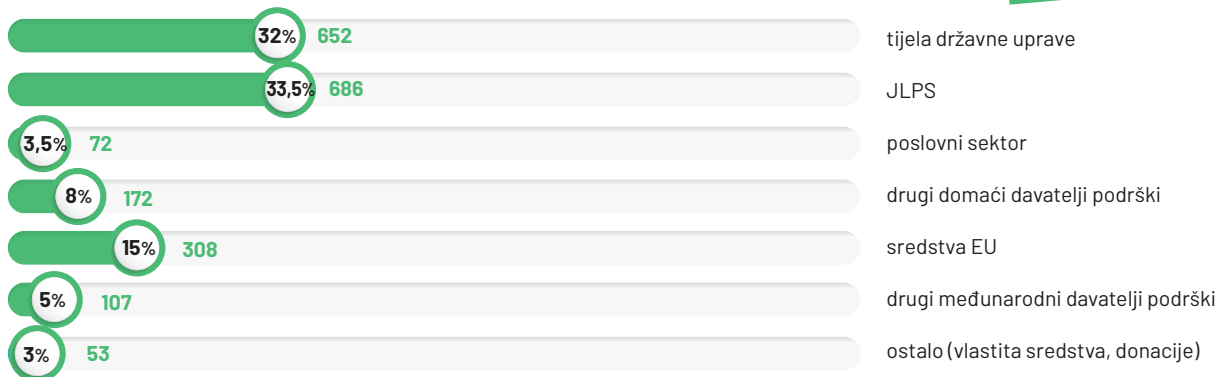 32% 652 tijela državne uprave
33,5% 686 JLPS
3,5% 72 poslovni sektor
8% 172 drugi domaći davatelji podrški
15% 308 sredstva EU
5% 107 drugi međunarodni davatelji podrški
3% 53 ostalo (vlastita sredstva, donacije)